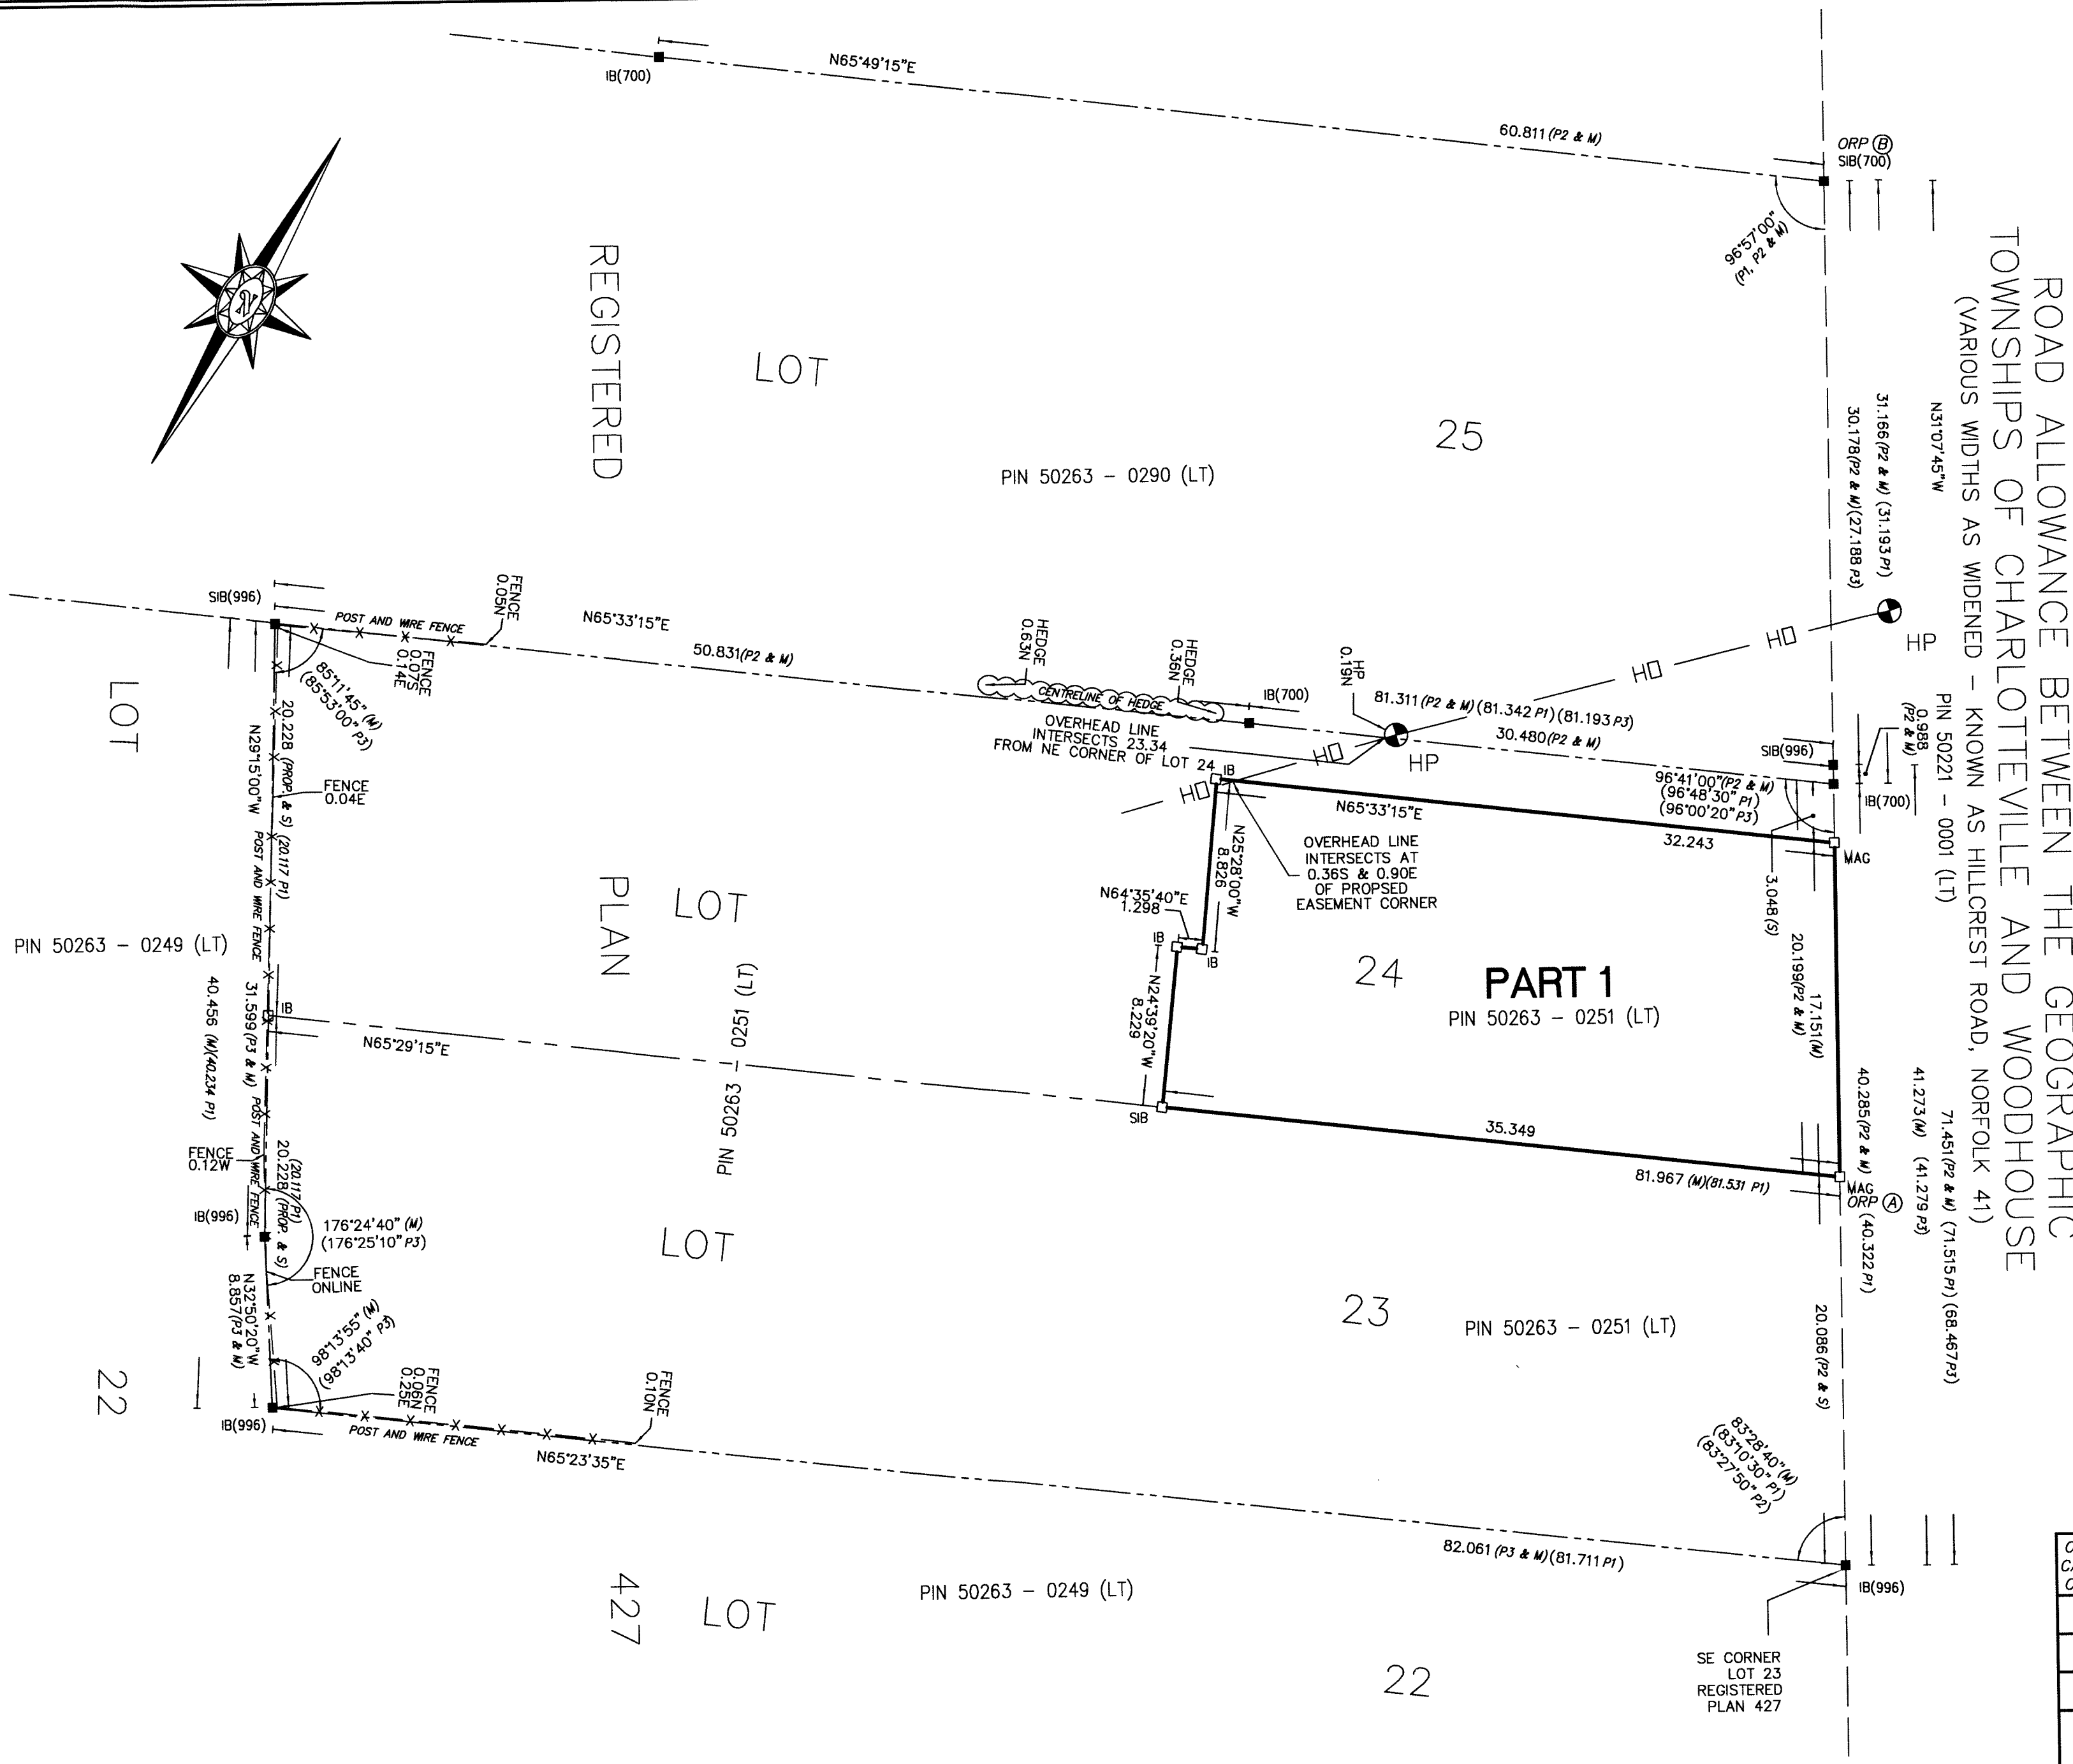 N65°49'15"E
IB(700)
60.811 (P2 & M)
ORP Ⓑ
SIB(700)
96°57'00"
(P1, P2 & M)
ROAD ALLOWANCE BETWEEN THE GEOGRAPHIC
TOWNSHIPS OF CHARLOTTEVILLE AND WOODHOUSE
(VARIOUS WIDTHS AS WIDENED – KNOWN AS HILLCREST ROAD, NORFOLK 41)
PIN 50221 – 0001 (LT)
N31°07'45"W
31.166(P2 & M) (31.193 P1)
30.178(P2 & M)(27.188 P3)
N
REGISTERED
LOT
25
PIN 50263 – 0290 (LT)
HP
SIB(996)
POST AND WIRE FENCE
FENCE
0.05N
N65°33'15"E
50.831(P2 & M)
HEDGE
0.63N
HEDGE
0.36N
CENTRELINE OF HEDGE
IB(700)
HP
0.19N
81.311 (P2 & M)(81.342 P1)(81.193 P3)
30.480(P2 & M)
HP
OVERHEAD LINE
INTERSECTS 23.34
FROM NE CORNER OF LOT 24
SIB(996)
0.988
(P2 & M)
IB(700)
96°41'00"(P2 & M)
(96°48'30" P1)
(96°00'20" P3)
FENCE
0.07S
0.14E
85°11'45" (M)
(85°53'00" P3)
LOT
20.228 (PROP. & S) (20.117 P1)
N29°15'00"W
POST AND WIRE FENCE
FENCE
0.04E
IB
N65°33'15"E
32.243
MAG
3.048(S)
OVERHEAD LINE
INTERSECTS AT
0.36S & 0.90E
OF PROPSED
EASEMENT CORNER
N25°28'00"W
8.826
N64°35'40"E
1.298
IB
IB
PLAN
LOT
24
PART 1
PIN 50263 – 0251 (LT)
PIN 50263 – 0251 (LT)
20.199(P2 & M)
17.151(M)
N24°39'20"W
8.229
PIN 50263 – 0249 (LT)
40.456 (M)(40.234 P1)
31.599(P3 & M)
POST AND WIRE FENCE
IB
N65°29'15"E
SIB
35.349
81.967 (M)(81.531 P1)
MAG
ORP Ⓐ
40.285(P2 & M) (40.322 P1)
41.273(M) (41.279 P3)
71.451(P2 & M) (71.515 P1) (68.467P3)
FENCE
0.12W
(20.117P1)
20.228 (PROP. & S)
IB(996)
176°24'40" (M)
(176°25'10" P3)
FENCE
ONLINE
N32°50'20"W
8.857(P3 & M)
98°13'55" (M)
(98°13'40" P3)
LOT
23
PIN 50263 – 0251 (LT)
20.086(P2 & S)
22
IB(996)
FENCE
0.06N
0.25E
POST AND WIRE FENCE
FENCE
0.10N
N65°23'35"E
83°28'40"(M)
(83°10'30" P1)
(83°27'50" P2)
82.061 (P3 & M)(81.711 P1)
IB(996)
427
LOT
PIN 50263 – 0249 (LT)
22
SE CORNER
LOT 23
REGISTERED
PLAN 427